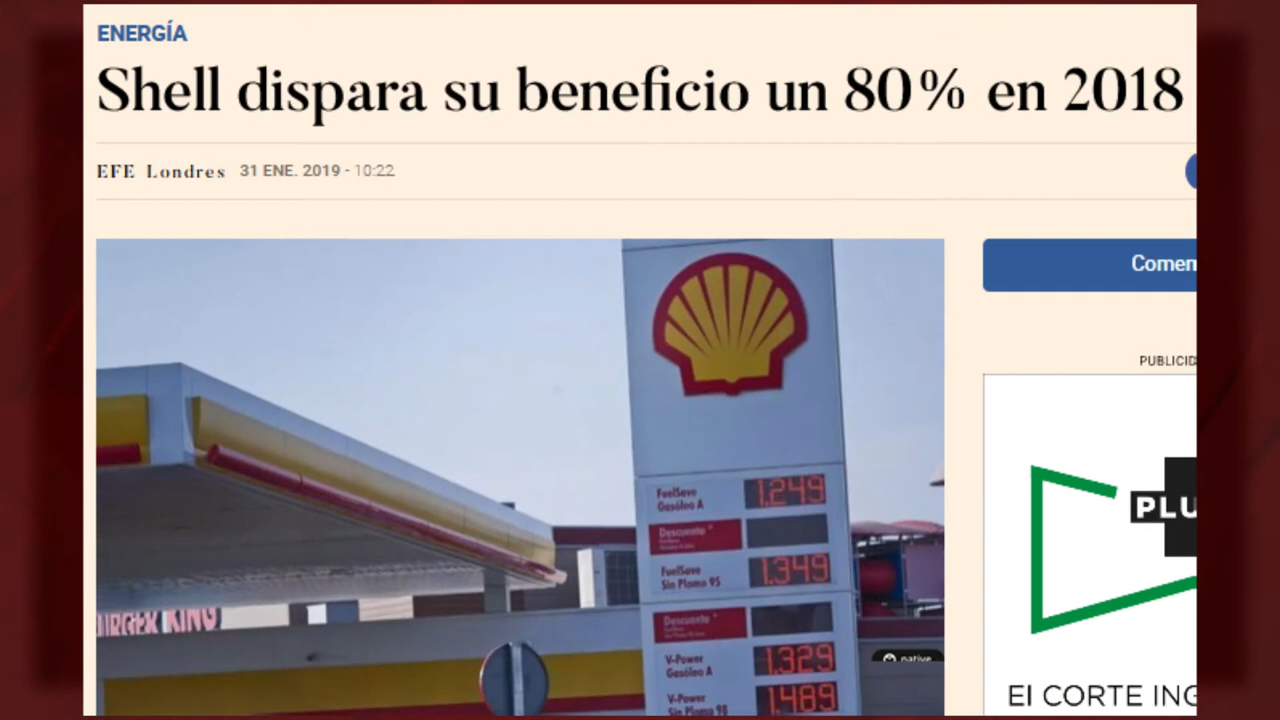 ENERGÍA
Shell dispara su beneficio un 80% en 2018
EFE Londres 31 ENE. 2019 - 10:22
Comen
PUBLICID
FuelSave
Gasóleo A
1.249
Descuento
FuelSave
Sin Plomo 95
1.349
Descuento
V-Power
Gasóleo A
1.329
V-Power
Sin Plomo 98
1.489
BURGER KING
native
PLU
El CORTE ING